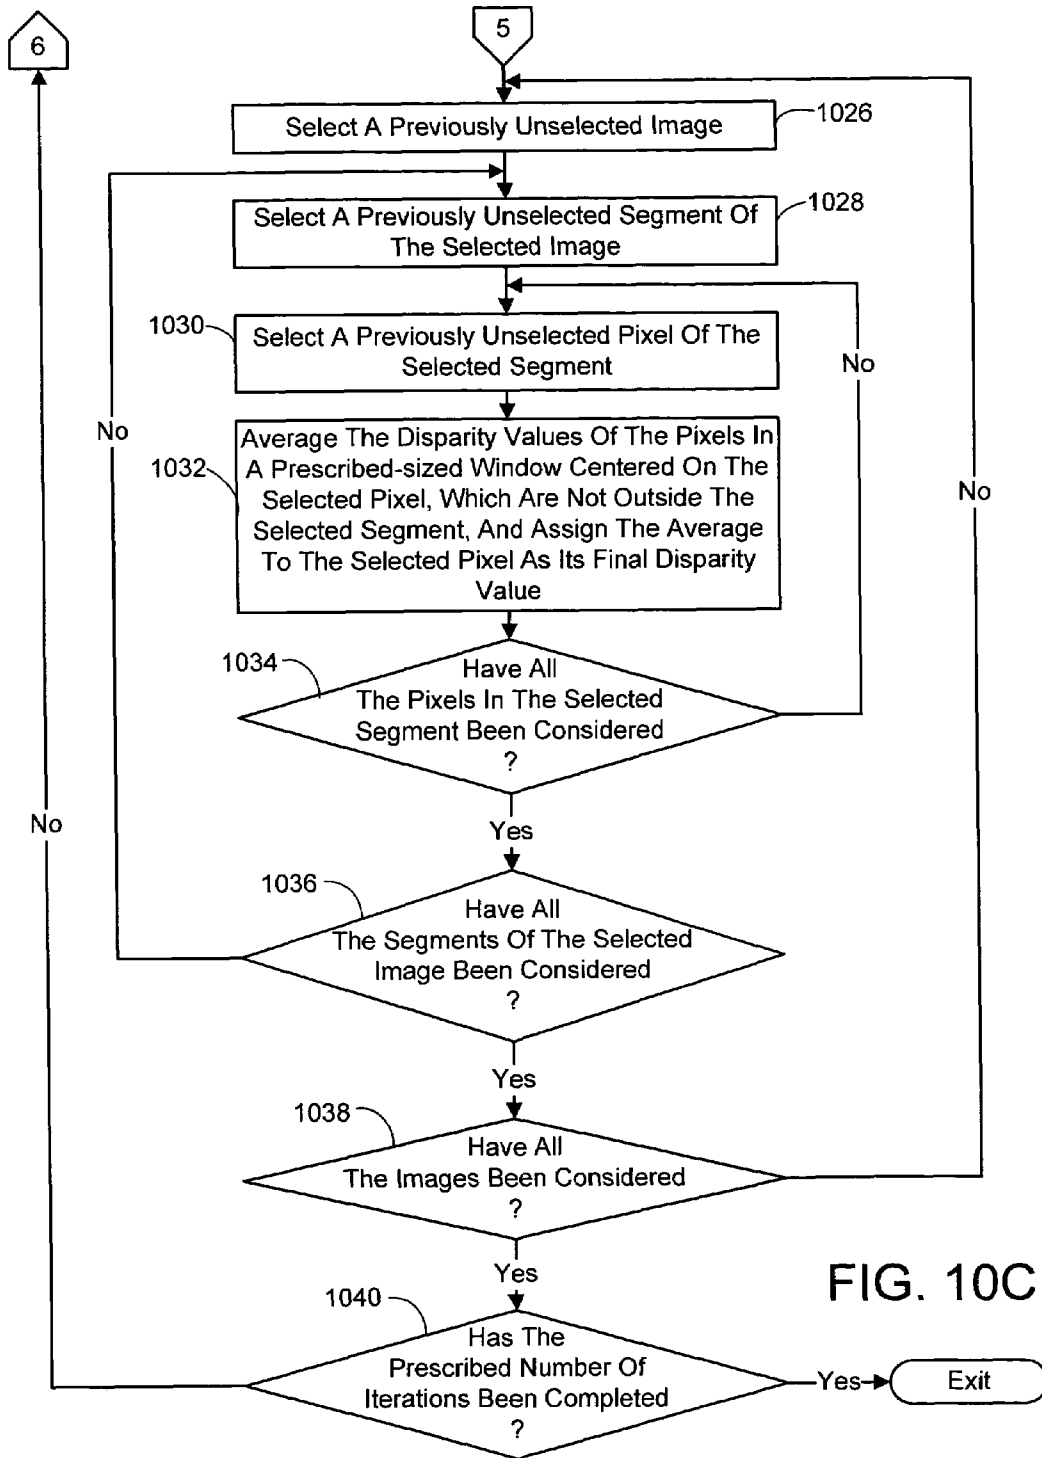 6
5
Select A Previously Unselected Image
1026
Select A Previously Unselected Segment Of
The Selected Image
1028
1030
Select A Previously Unselected Pixel Of The
Selected Segment
No
No
1032
Average The Disparity Values Of The Pixels In
A Prescribed-sized Window Centered On The
Selected Pixel, Which Are Not Outside The
Selected Segment, And Assign The Average
To The Selected Pixel As Its Final Disparity
Value
No
1034
Have All
The Pixels In The Selected
Segment Been Considered
?
No
Yes
1036
Have All
The Segments Of The Selected
Image Been Considered
?
Yes
1038
Have All
The Images Been Considered
?
Yes
FIG. 10C
1040
Has The
Prescribed Number Of
Iterations Been Completed
?
Yes
Exit